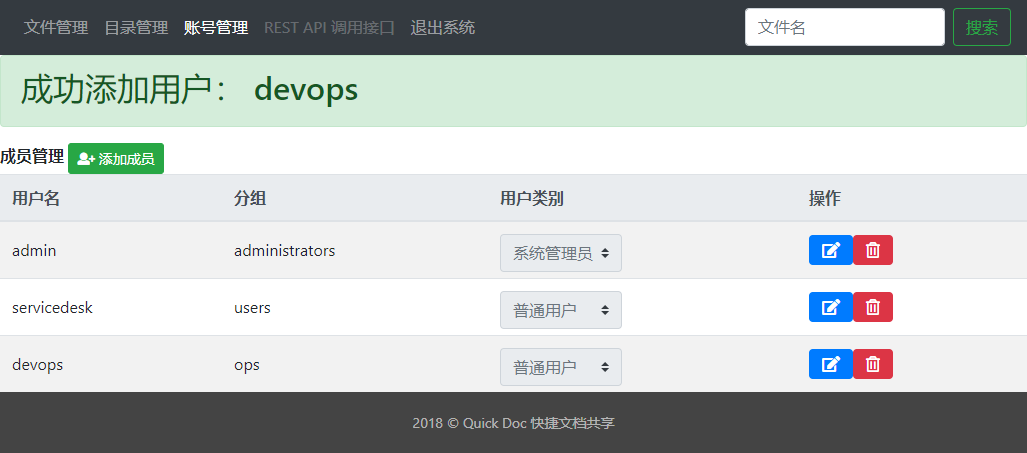 文件管理 目录管理 账号管理 REST API 调用接口 退出系统 文件名 搜索
成功添加用户： devops
成员管理 添加成员
用户名 分组 用户类别 操作
admin administrators 系统管理员
servicedesk users 普通用户
devops ops 普通用户
2018 © Quick Doc 快捷文档共享